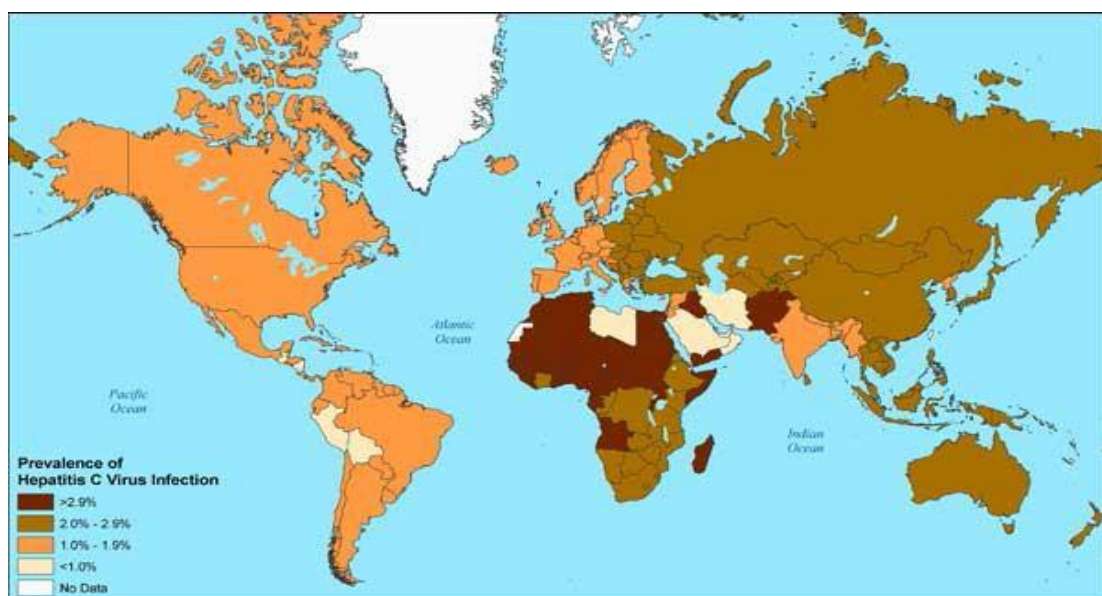 Atlantic
Ocean
Pacific
Ocean
Indian
Ocean
Prevalence of
Hepatitis C Virus Infection
>2.9%
2.0% - 2.9%
1.0% - 1.9%
<1.0%
No Data